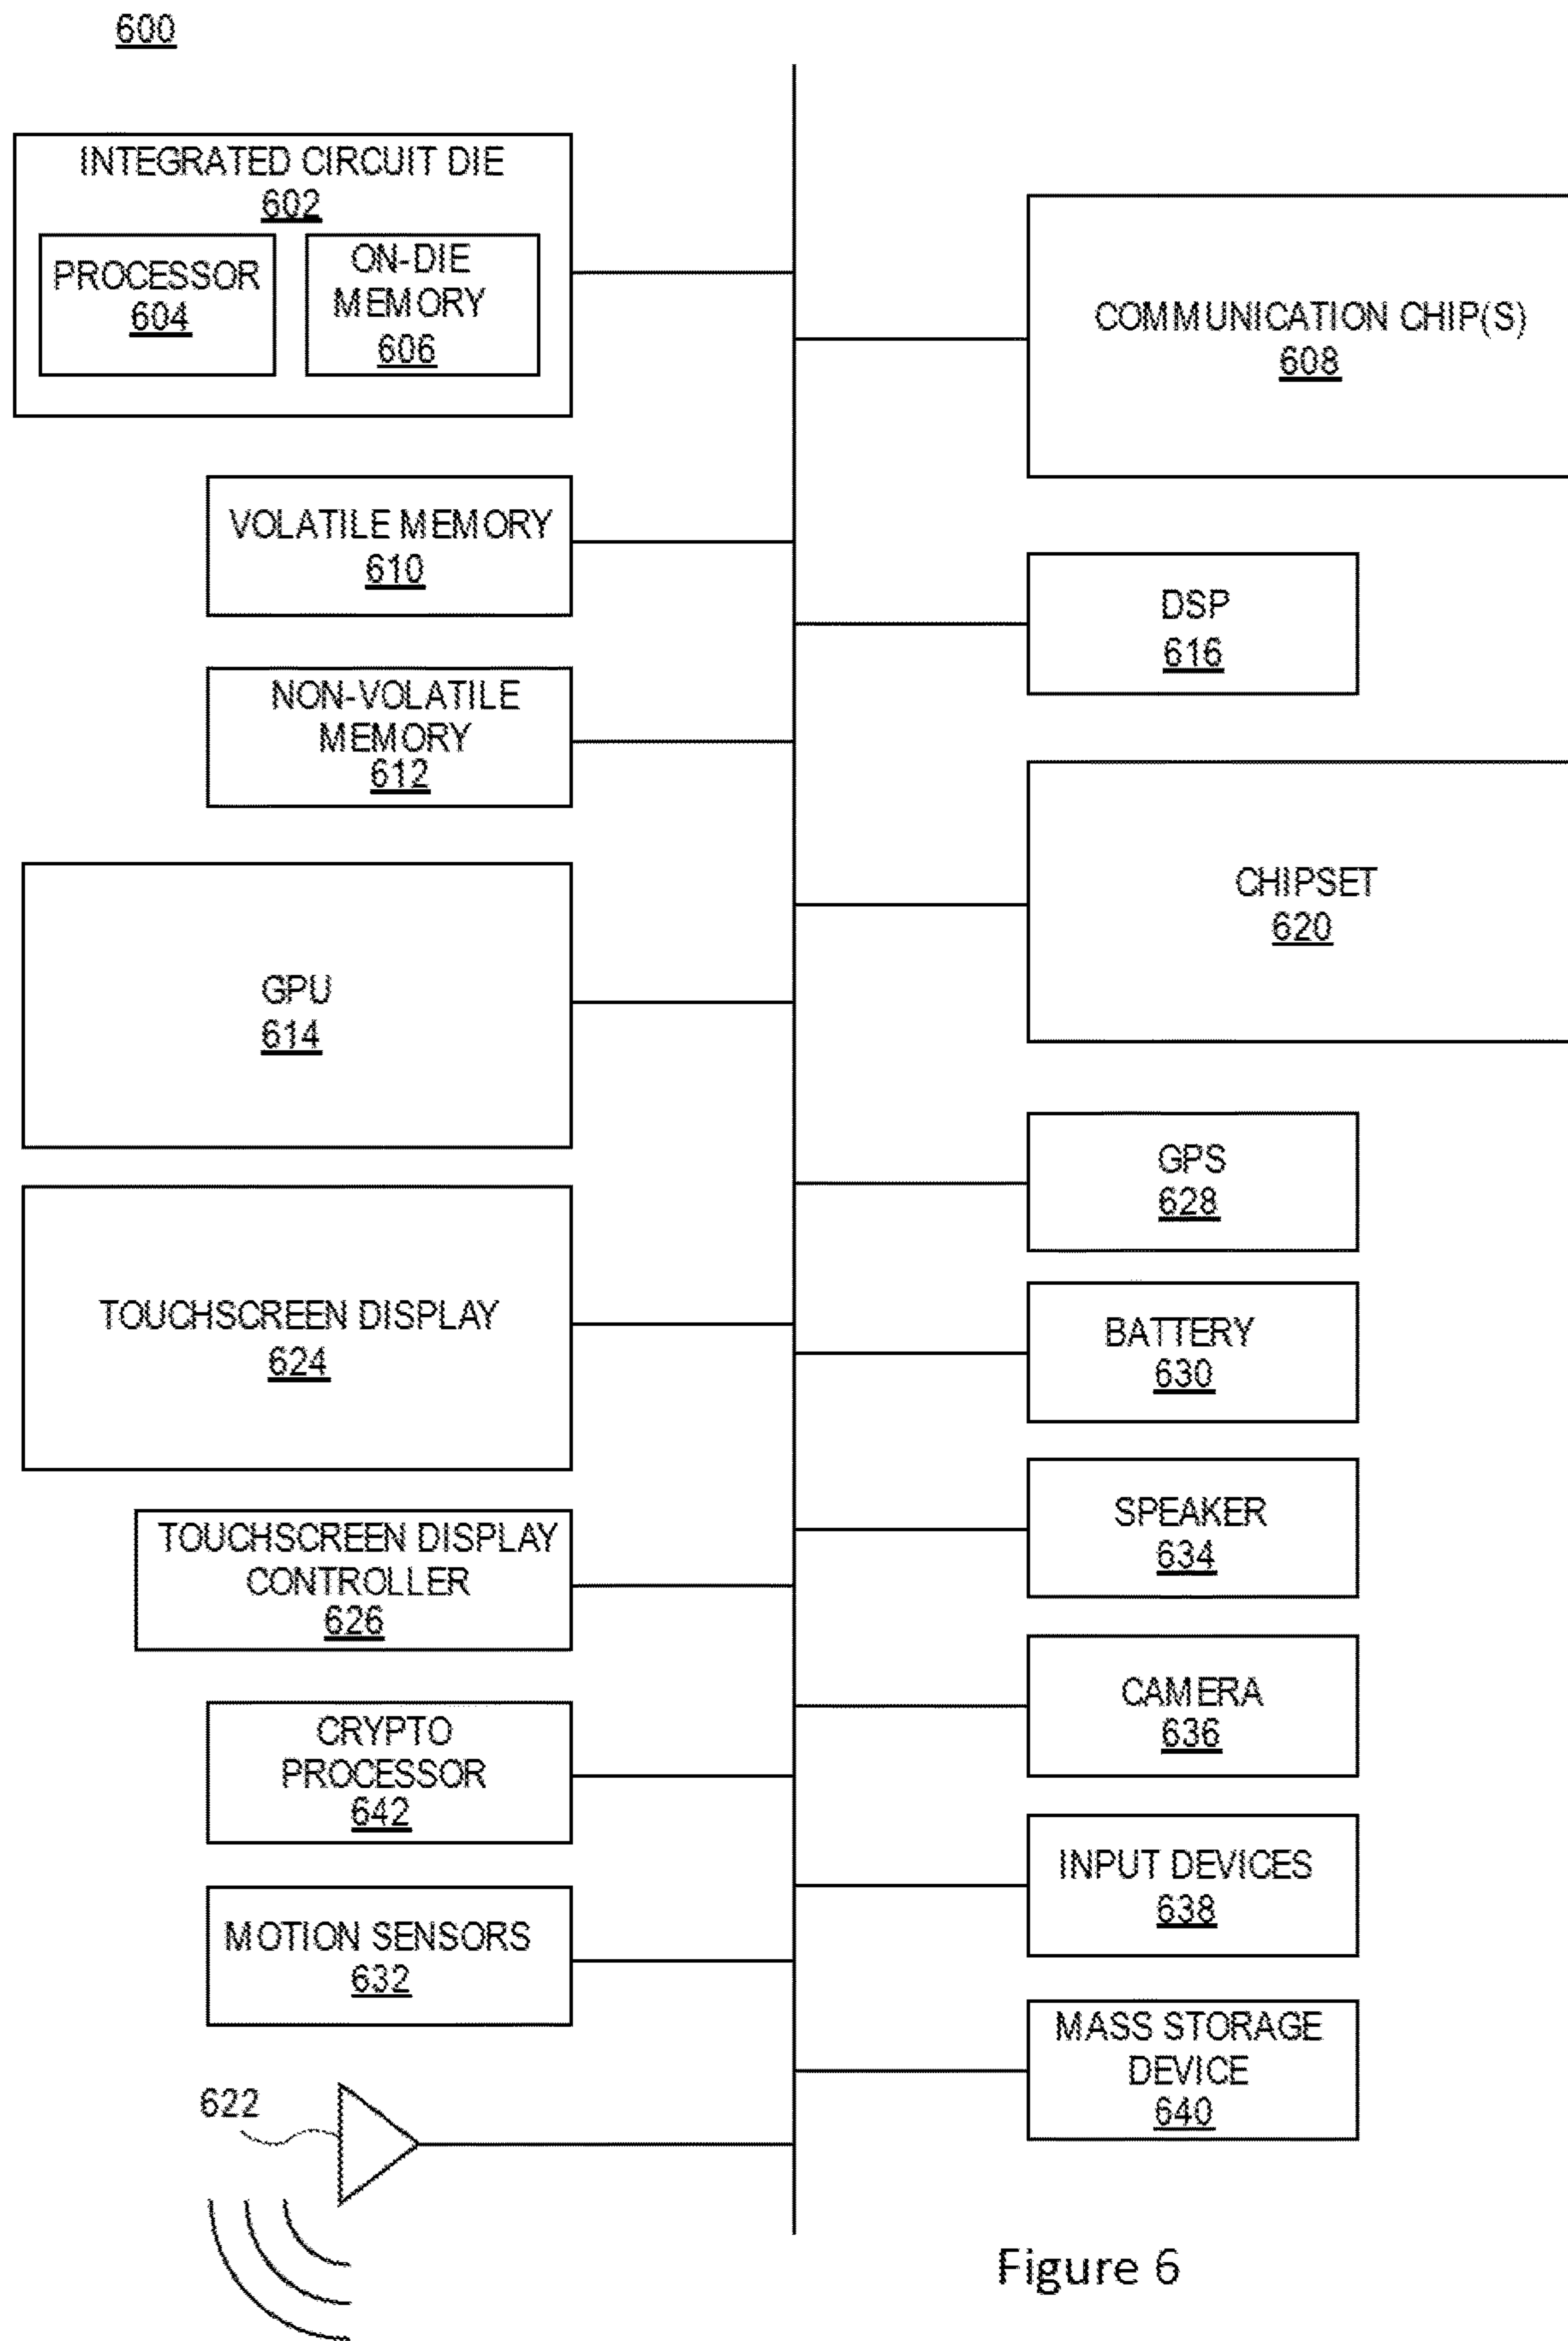 600
INTEGRATED CIRCUIT DIE
602
PROCESSOR
604
ON-DIE
MEMORY
606
COMMUNICATION CHIP(S)
608
VOLATILE MEMORY
610
DSP
616
NON-VOLATILE
MEMORY
612
CHIPSET
620
GPU
614
GPS
628
TOUCHSCREEN DISPLAY
624
BATTERY
630
SPEAKER
634
TOUCHSCREEN DISPLAY
CONTROLLER
626
CAMERA
636
CRYPTO
PROCESSOR
642
INPUT DEVICES
638
MOTION SENSORS
632
MASS STORAGE
DEVICE
640
622
Figure 6